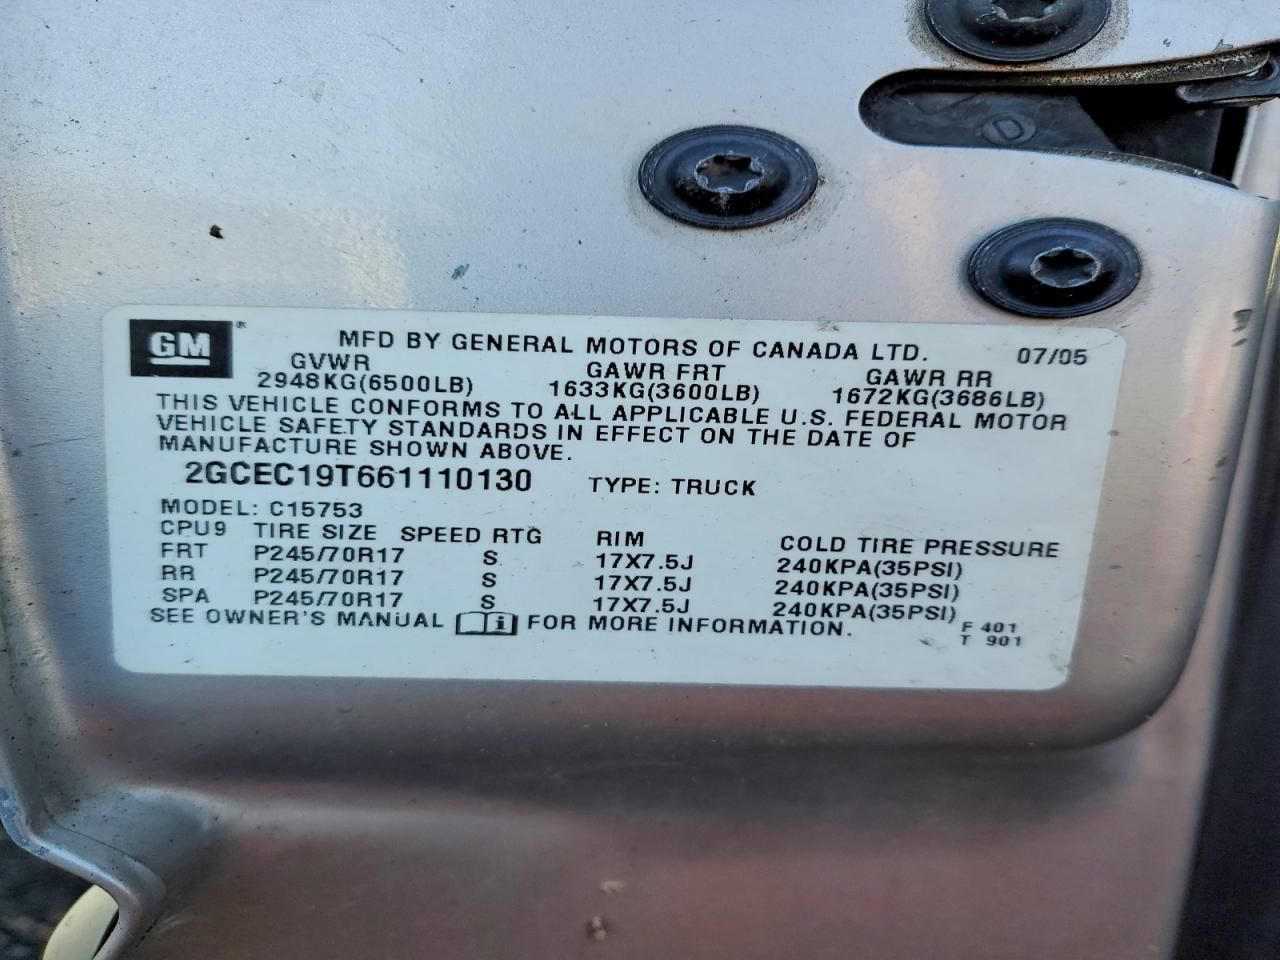 GM ® MFD BY GENERAL MOTORS OF CANADA LTD. 07/05
GVWR GAWR FRT GAWR RR
2948KG(6500LB) 1633KG(3600LB) 1672KG(3686LB)
THIS VEHICLE CONFORMS TO ALL APPLICABLE U.S. FEDERAL MOTOR
VEHICLE SAFETY STANDARDS IN EFFECT ON THE DATE OF
MANUFACTURE SHOWN ABOVE.
2GCEC19T661110130 TYPE: TRUCK
MODEL: C15753
CPU9 TIRE SIZE SPEED RTG RIM COLD TIRE PRESSURE
FRT P245/70R17 S 17X7.5J 240KPA(35PSI)
RR P245/70R17 S 17X7.5J 240KPA(35PSI)
SPA P245/70R17 S 17X7.5J 240KPA(35PSI)
SEE OWNER'S MANUAL i FOR MORE INFORMATION. F 401
T 901
D